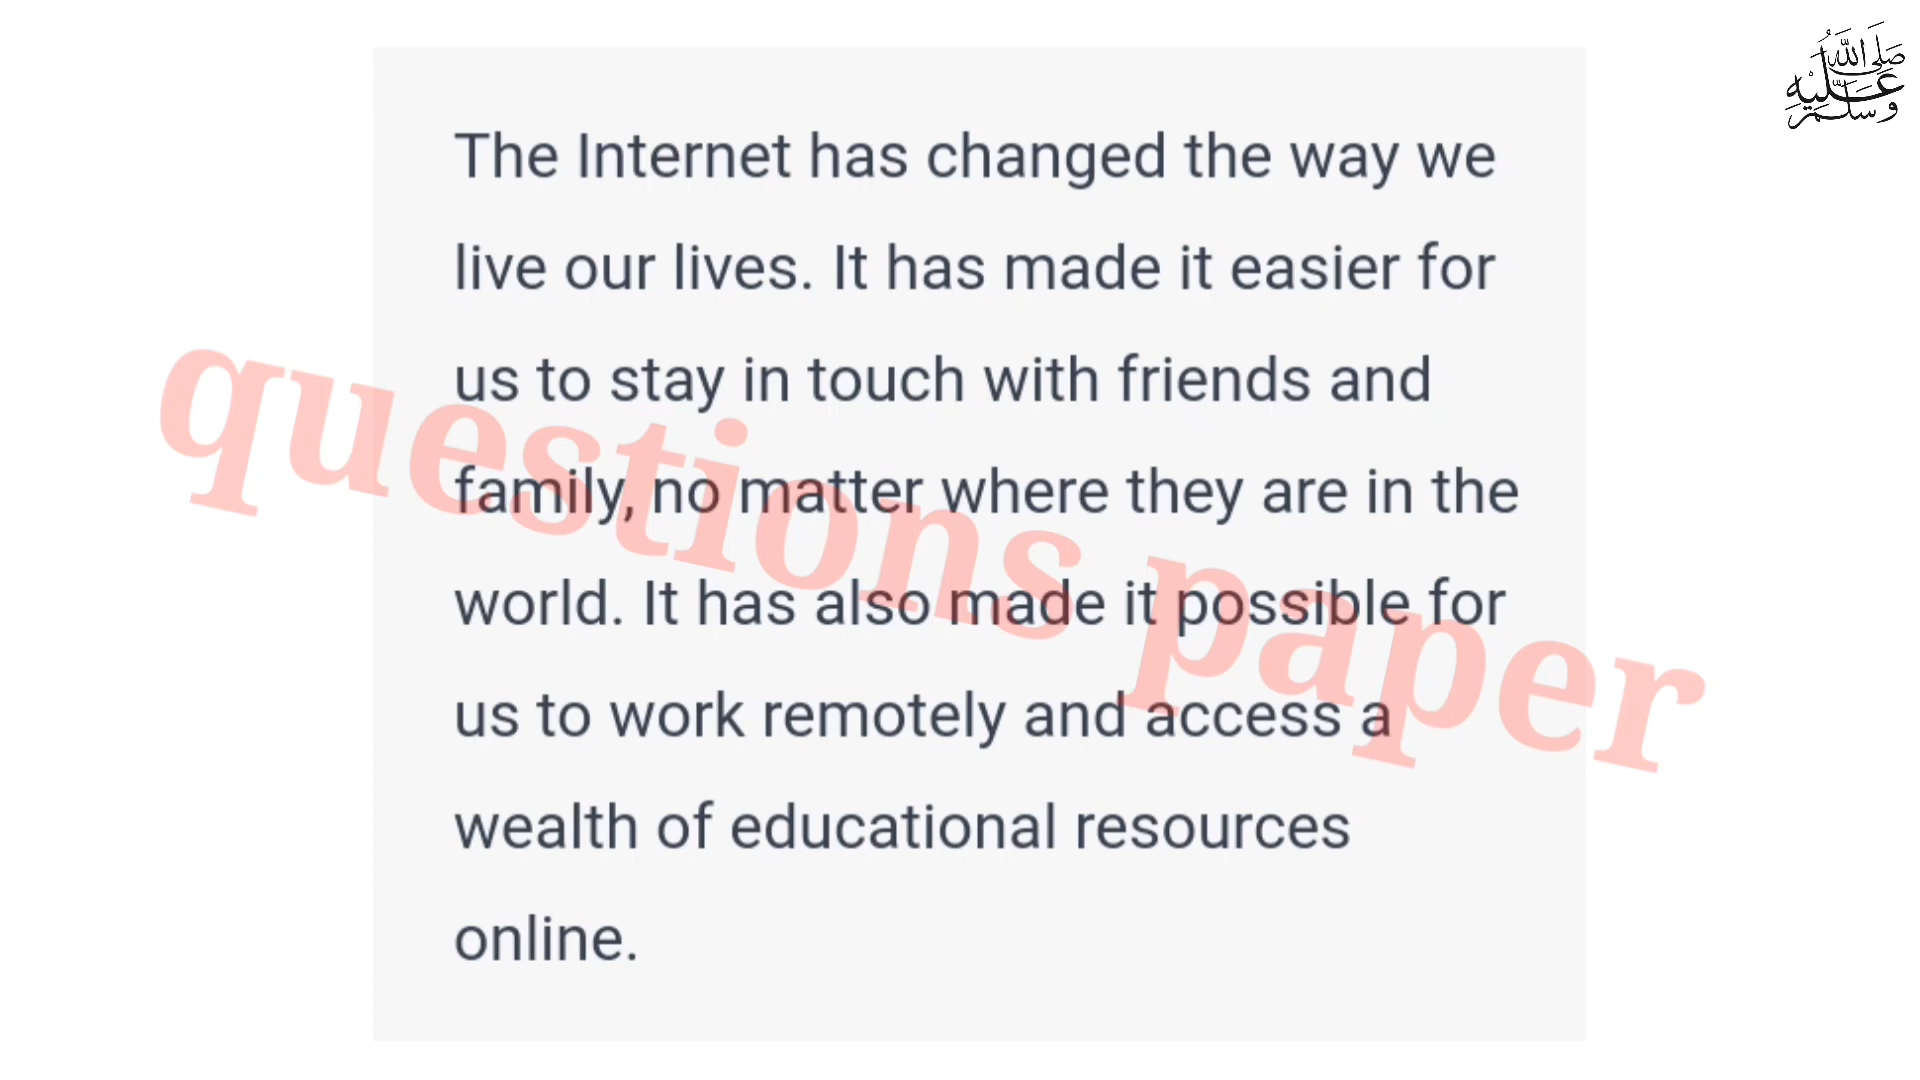 صلى الله
عليه
وسلم
The Internet has changed the way we
live our lives. It has made it easier for
us to stay in touch with friends and
family, no matter where they are in the
world. It has also made it possible for
us to work remotely and access a
wealth of educational resources
online.
questions paper